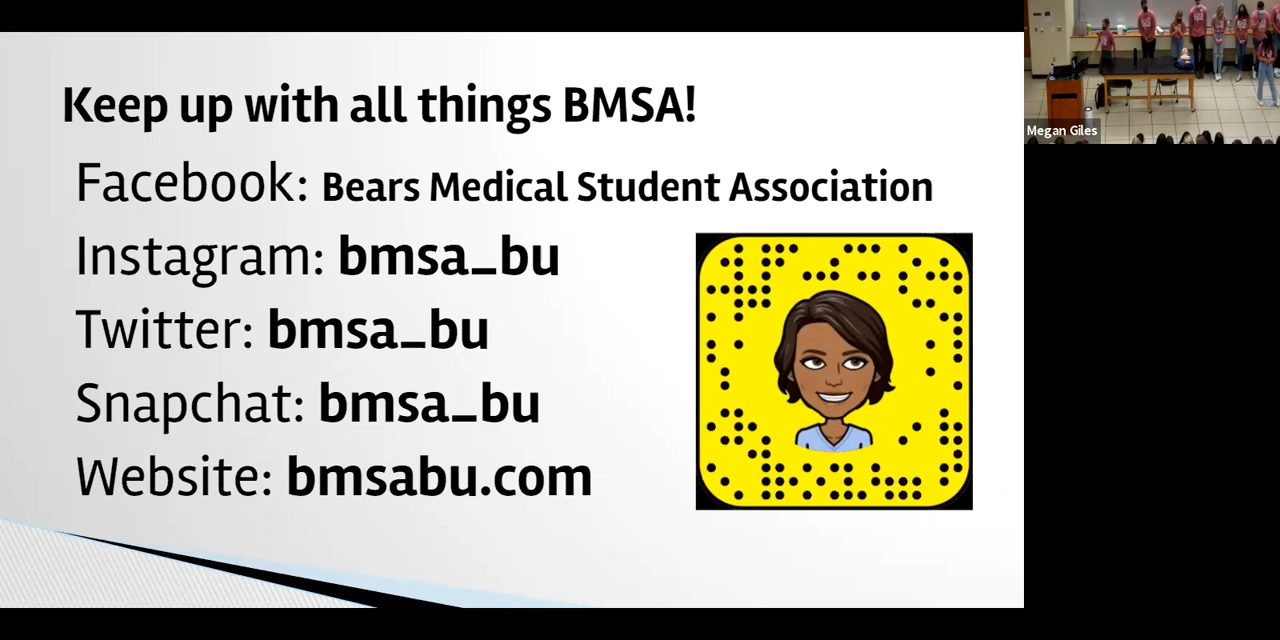 Keep up with all things BMSA!
Facebook: Bears Medical Student Association
Instagram: bmsa_bu
Twitter: bmsa_bu
Snapchat: bmsa_bu
Website: bmsabu.com
Megan Giles